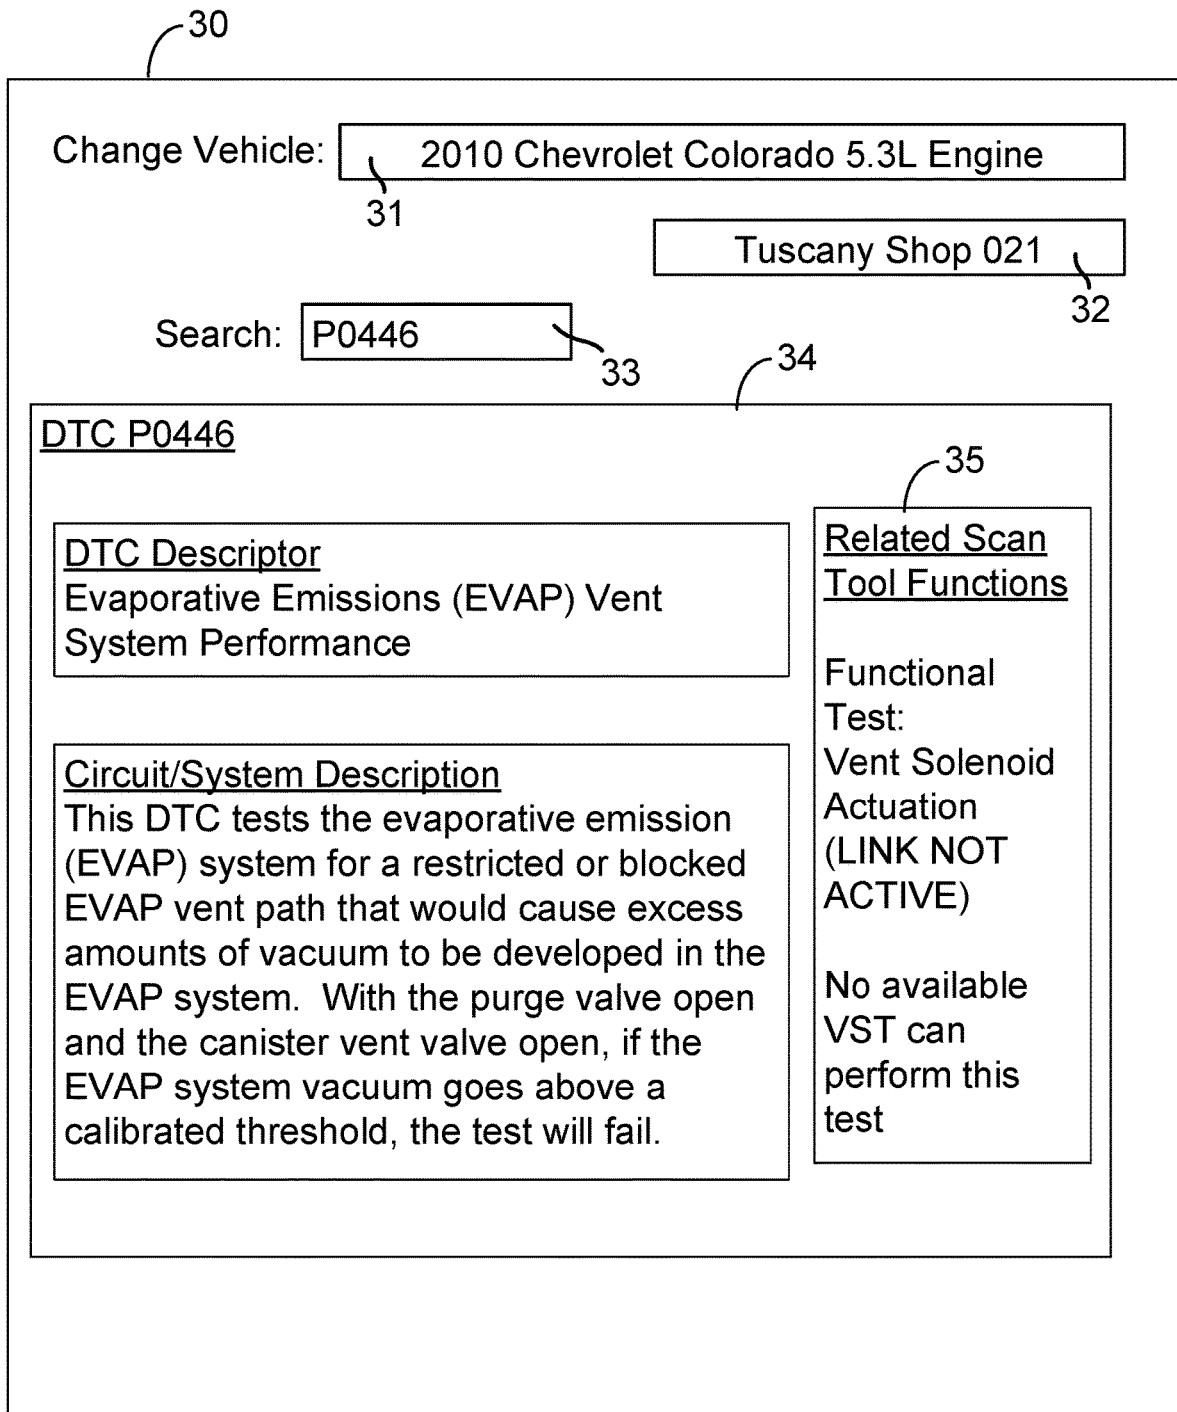 30
Change Vehicle: 2010 Chevrolet Colorado 5.3L Engine
31
Tuscany Shop 021
32
Search: P0446
33
34
DTC P0446
35
DTC Descriptor
Evaporative Emissions (EVAP) Vent
System Performance
Circuit/System Description
This DTC tests the evaporative emission
(EVAP) system for a restricted or blocked
EVAP vent path that would cause excess
amounts of vacuum to be developed in the
EVAP system.  With the purge valve open
and the canister vent valve open, if the
EVAP system vacuum goes above a
calibrated threshold, the test will fail.
Related Scan
Tool Functions
Functional
Test:
Vent Solenoid
Actuation
(LINK NOT
ACTIVE)
No available
VST can
perform this
test